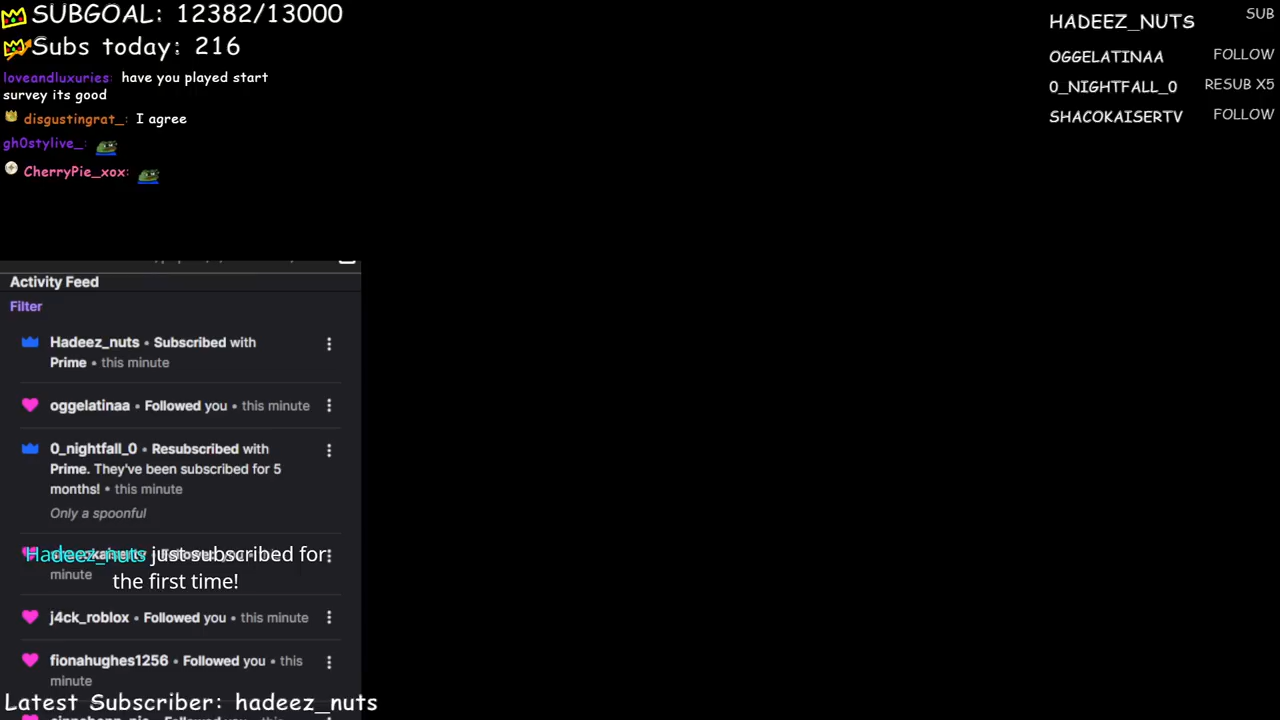 SUBGOAL: 12382/13000
Subs today: 216
loveandluxuries: have you played start
survey its good
disgustingrat_: I agree
gh0stylive_:
CherryPie_xox:
HADEEZ_NUTS SUB
OGGELATINAA FOLLOW
0_NIGHTFALL_0 RESUB X5
SHACOKAISERTV FOLLOW
Activity Feed
Filter
Hadeez_nuts • Subscribed with
Prime • this minute
oggelatinaa • Followed you • this minute
0_nightfall_0 • Resubscribed with
Prime. They've been subscribed for 5
months! • this minute
Only a spoonful
Hadeez_nuts just subscribed for
the first time!
minute
j4ck_roblox • Followed you • this minute
fionahughes1256 • Followed you • this
minute
Latest Subscriber: hadeez_nuts